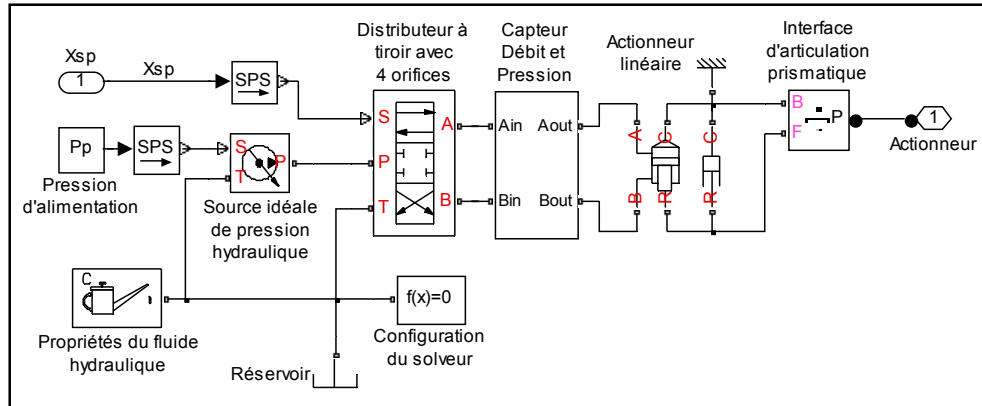 Xsp
1
Xsp
SPS
Pp
Pression
d'alimentation
SPS
S
P
T
Source idéale
de pression
hydraulique
Distributeur à
tiroir avec
4 orifices
S
A
P
B
T
Capteur
Débit et
Pression
Ain
Aout
Bin
Bout
Actionneur
linéaire
A
C
B
R
C
R
Interface
d'articulation
prismatique
B
P
F
1
Actionneur
C
Propriétés du fluide
hydraulique
f(x)=0
Configuration
du solveur
Réservoir